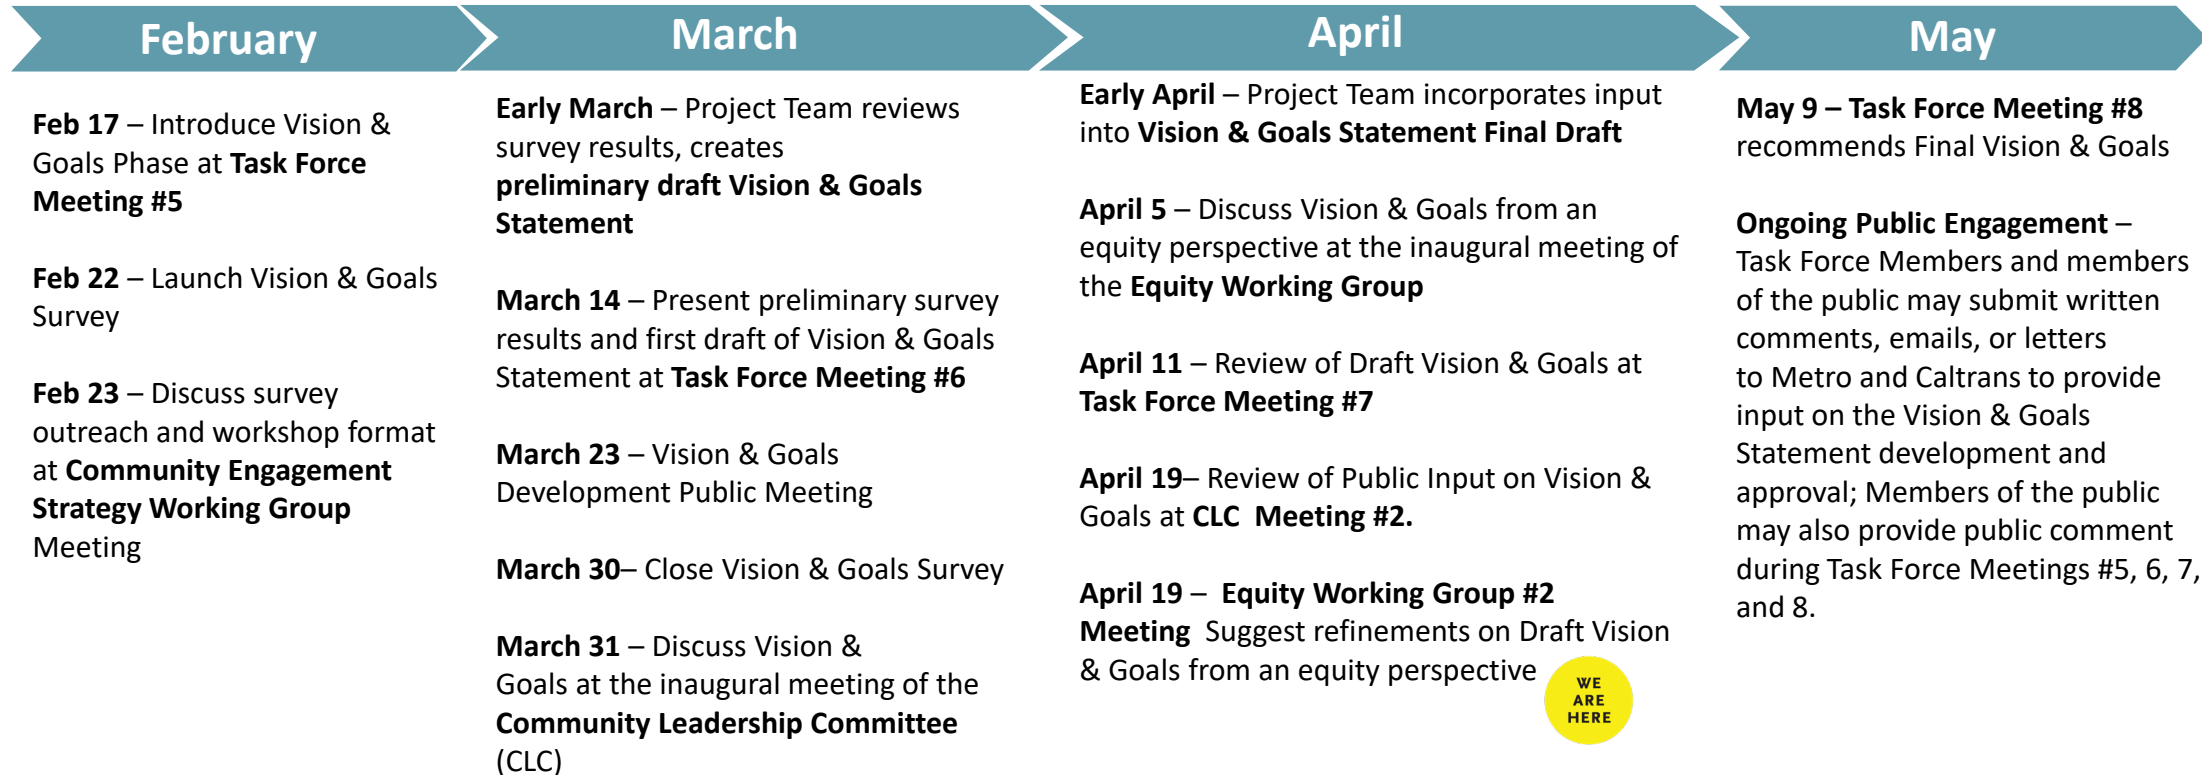 February
Feb 17 – Introduce Vision &
Goals Phase at Task Force
Meeting #5
Feb 22 – Launch Vision & Goals
Survey
Feb 23 – Discuss survey
outreach and workshop format
at Community Engagement
Strategy Working Group
Meeting
March
Early March – Project Team reviews
survey results, creates
preliminary draft Vision & Goals
Statement
March 14 – Present preliminary survey
results and first draft of Vision & Goals
Statement at Task Force Meeting #6
March 23 – Vision & Goals
Development Public Meeting
March 30– Close Vision & Goals Survey
March 31 – Discuss Vision &
Goals at the inaugural meeting of the
Community Leadership Committee
(CLC)
April
Early April – Project Team incorporates input
into Vision & Goals Statement Final Draft
April 5 – Discuss Vision & Goals from an
equity perspective at the inaugural meeting of
the Equity Working Group
April 11 – Review of Draft Vision & Goals at
Task Force Meeting #7
April 19– Review of Public Input on Vision &
Goals at CLC Meeting #2.
April 19 – Equity Working Group #2
Meeting Suggest refinements on Draft Vision
& Goals from an equity perspective
WE
ARE
HERE
May
May 9 – Task Force Meeting #8
recommends Final Vision & Goals
Ongoing Public Engagement –
Task Force Members and members
of the public may submit written
comments, emails, or letters
to Metro and Caltrans to provide
input on the Vision & Goals
Statement development and
approval; Members of the public
may also provide public comment
during Task Force Meetings #5, 6, 7,
and 8.